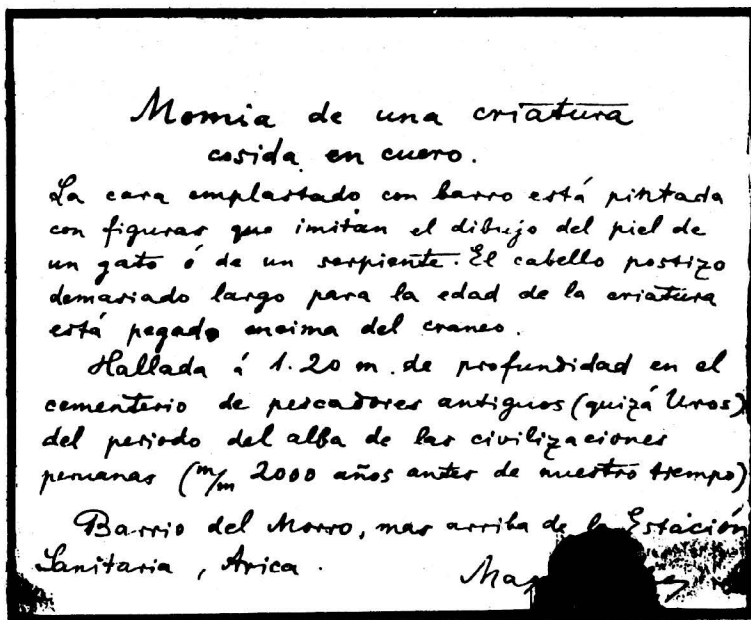 Momia de una criatura
cosida en cuero.
La cara emplastado con barro está pintada
con figuras que imitan el dibujo del piel de
un gato ó de un serpiente. El cabello postizo
demasiado largo para la edad de la criatura
está pegado encima del craneo.
Hallada á 1.20 m. de profundidad en el
cementerio de pescadores antiguos (quizá Uros)
del periodo del alba de las civilizaciones
peruanas (m/m 2000 años antes de nuestro tiempo)
Barrio del Morro, mas arriba de la Estación
Sanitaria, Arica.